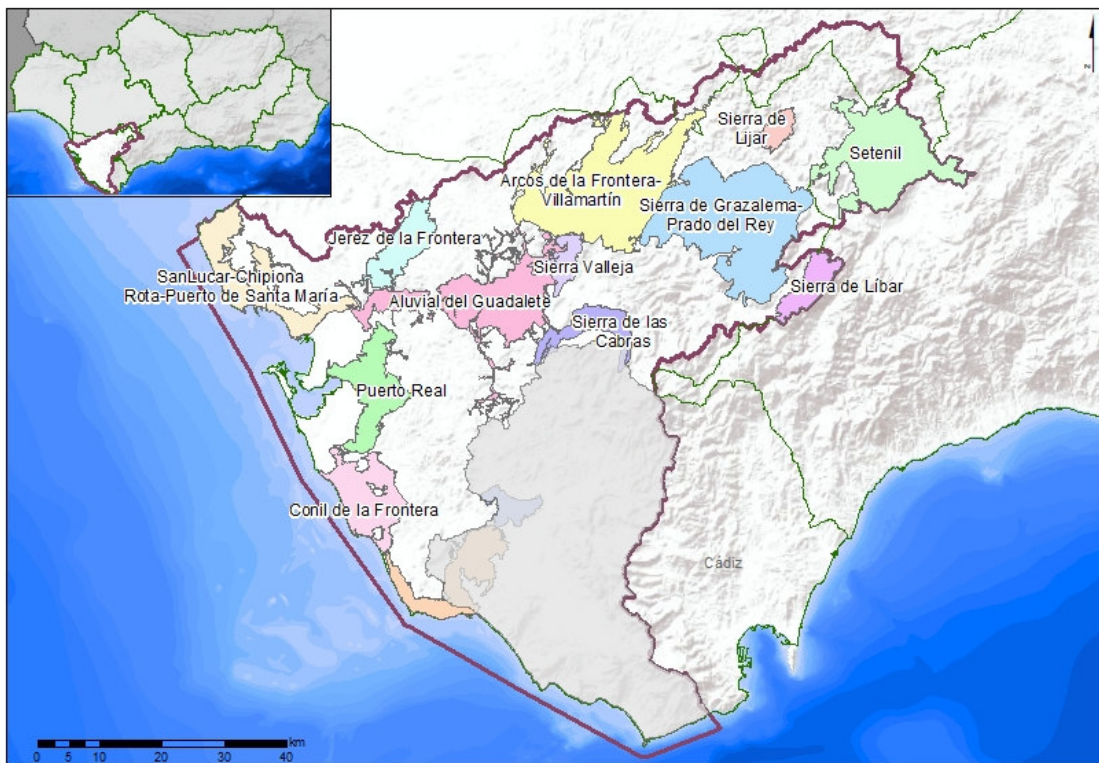 N
Sierra de
Líjar
Setenil
Arcos de la Frontera-
Villamartín
Sierra de Grazalema-
Prado del Rey
Jerez de la Frontera
SanLucar-Chipiona
Rota-Puerto de Santa María
Sierra Valleja
Sierra de Líbar
Aluvial del Guadalete
Sierra de las
Cabras
Puerto Real
Conil de la Frontera
Cádiz
km
0 5 10 20 30 40